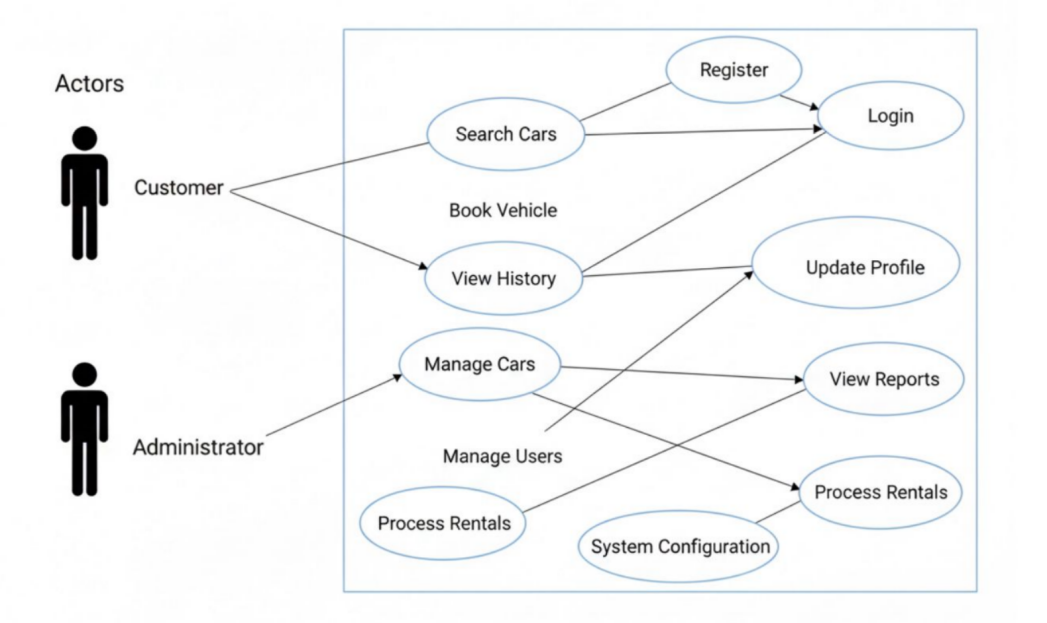 Actors
Customer
Administrator
Register
Login
Search Cars
Book Vehicle
View History
Update Profile
Manage Cars
View Reports
Manage Users
Process Rentals
Process Rentals
System Configuration